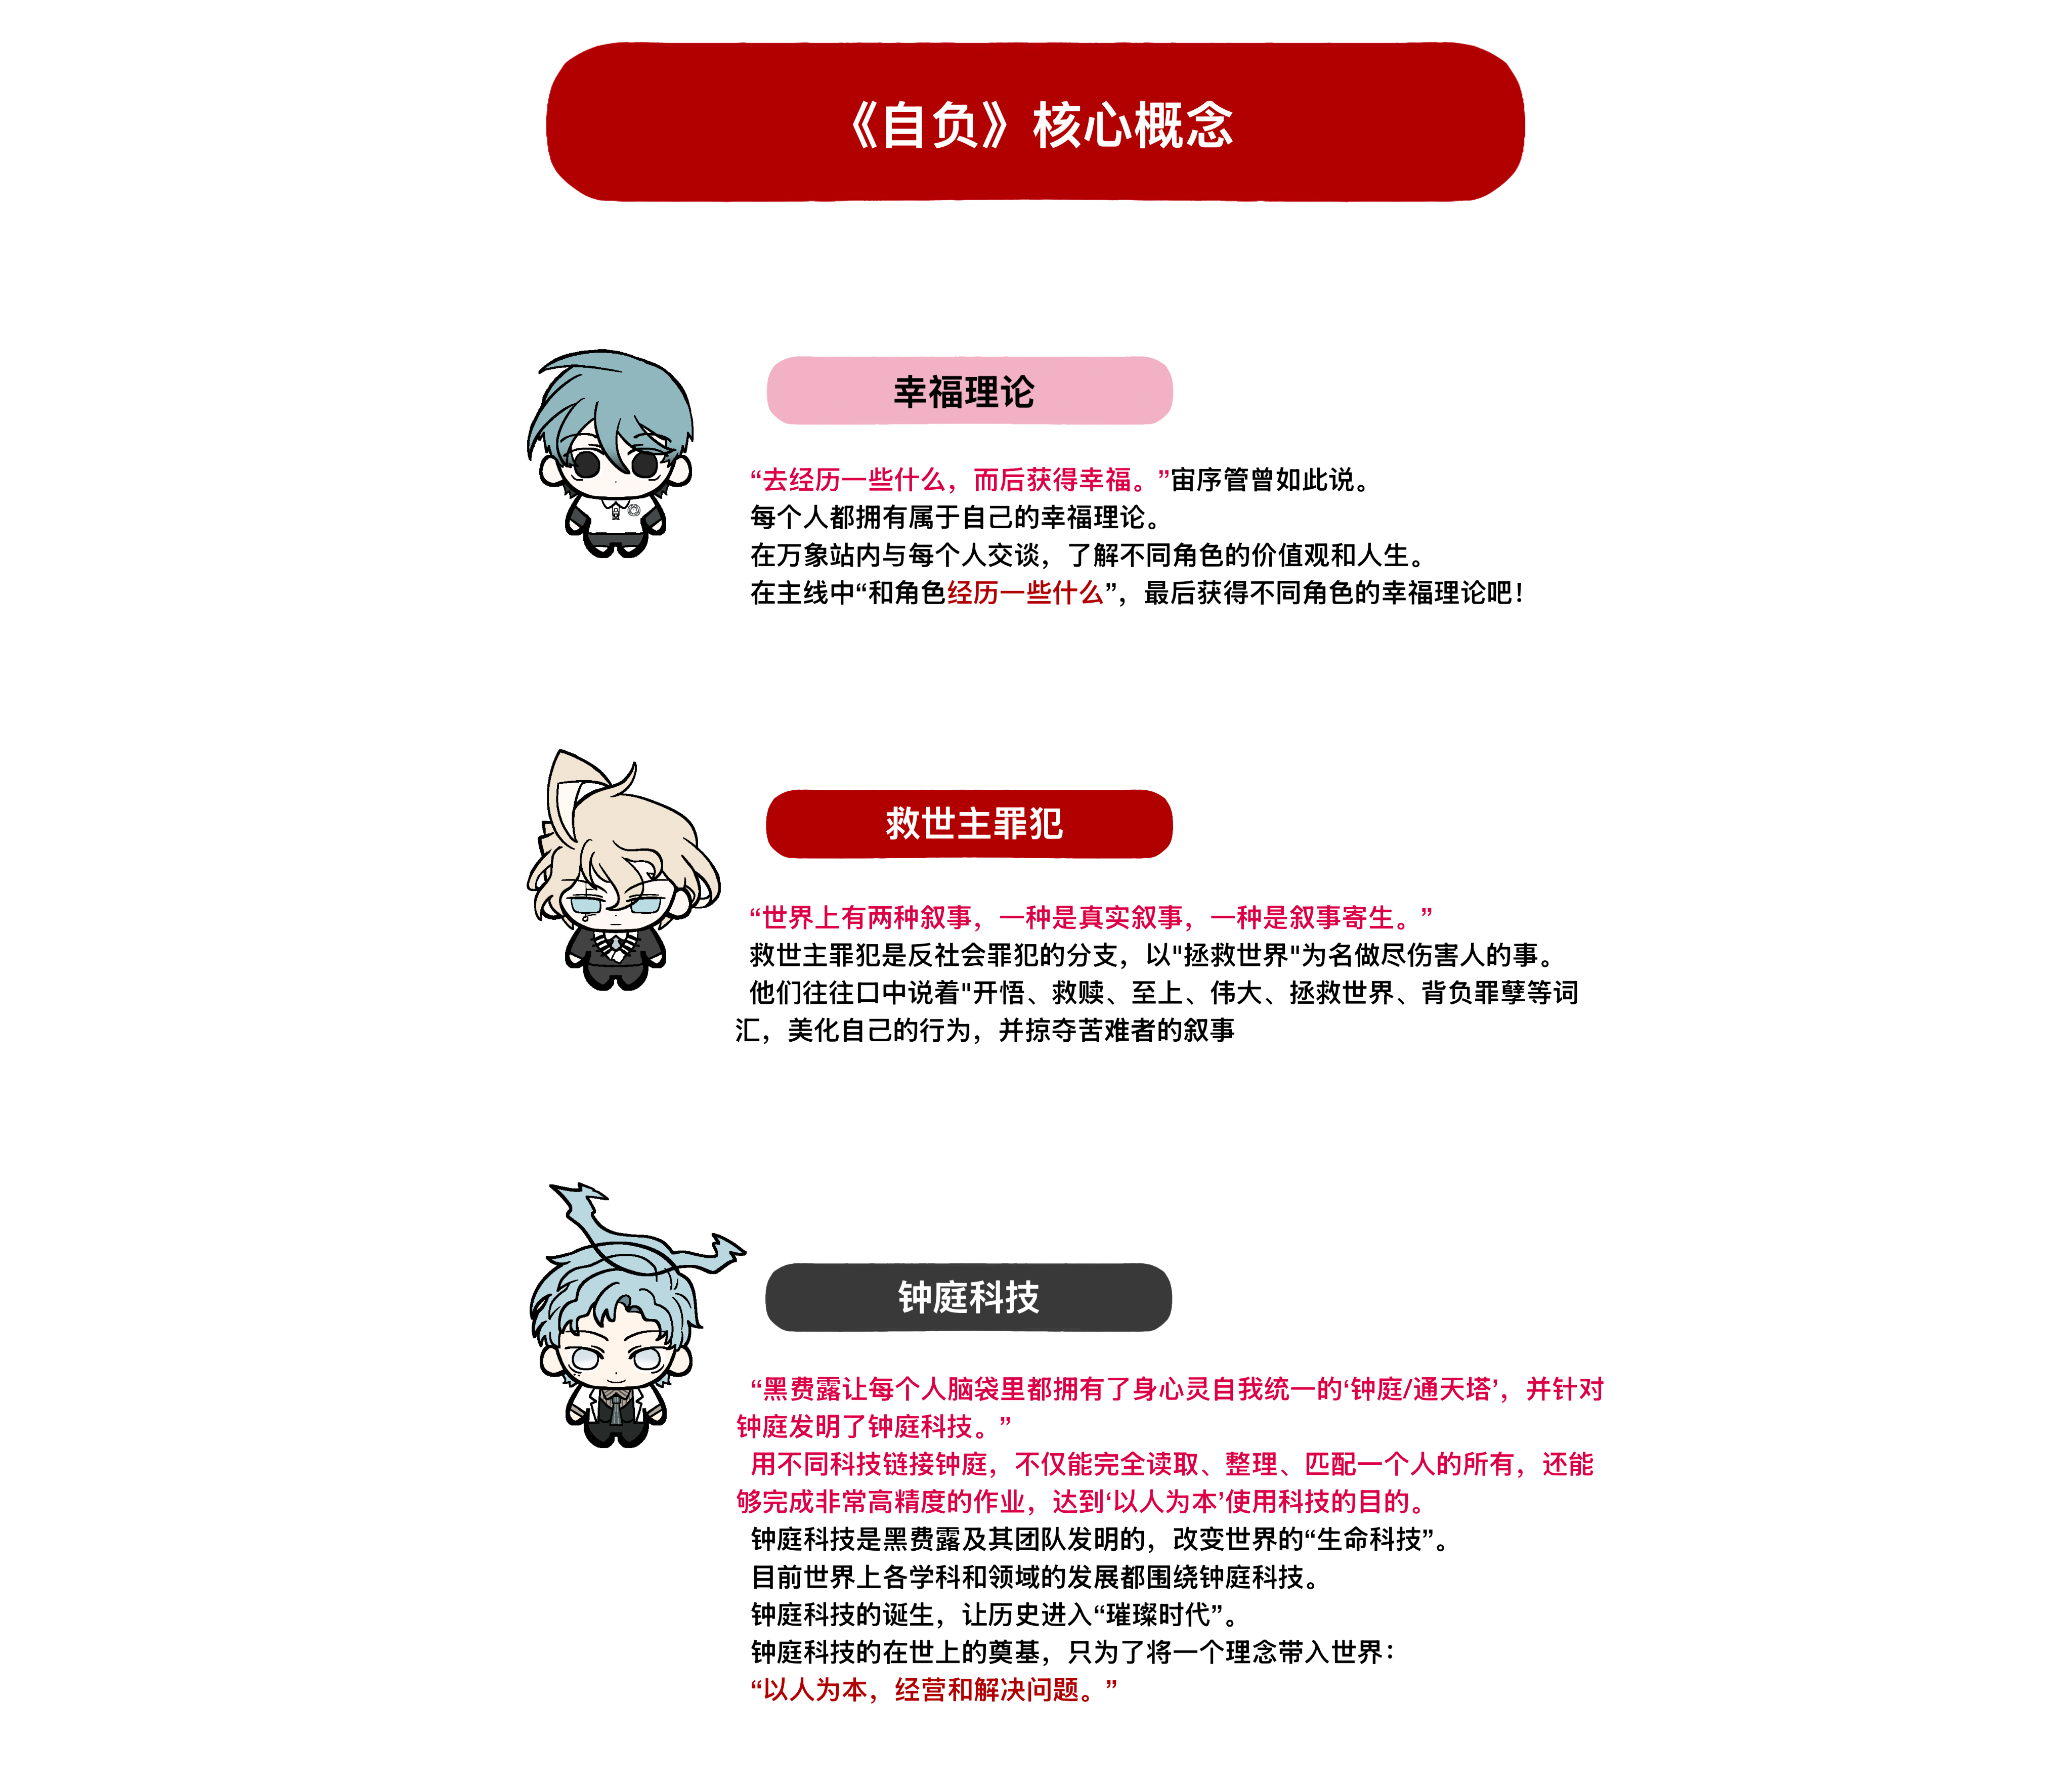 《自负》核心概念
幸福理论
“去经历一些什么，而后获得幸福。”宙序管曾如此说。
每个人都拥有属于自己的幸福理论。
在万象站内与每个人交谈，了解不同角色的价值观和人生。
在主线中“和角色经历一些什么”，最后获得不同角色的幸福理论吧！
救世主罪犯
“世界上有两种叙事，一种是真实叙事，一种是叙事寄生。”
救世主罪犯是反社会罪犯的分支，以"拯救世界"为名做尽伤害人的事。
他们往往口中说着"开悟、救赎、至上、伟大、拯救世界、背负罪孽等词
汇，美化自己的行为，并掠夺苦难者的叙事
钟庭科技
“黑费露让每个人脑袋里都拥有了身心灵自我统一的‘钟庭/通天塔’，并针对
钟庭发明了钟庭科技。”
用不同科技链接钟庭，不仅能完全读取、整理、匹配一个人的所有，还能
够完成非常高精度的作业，达到‘以人为本’使用科技的目的。
钟庭科技是黑费露及其团队发明的，改变世界的“生命科技”。
目前世界上各学科和领域的发展都围绕钟庭科技。
钟庭科技的诞生，让历史进入“璀璨时代”。
钟庭科技的在世上的奠基，只为了将一个理念带入世界：
“以人为本，经营和解决问题。”